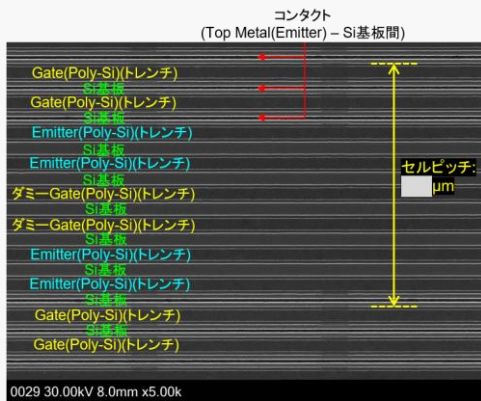 コンタクト
(Top Metal(Emitter) – Si基板間)
Gate(Poly-Si)(トレンチ)
Si基板
Gate(Poly-Si)(トレンチ)
Si基板
Emitter(Poly-Si)(トレンチ)
Si基板
Emitter(Poly-Si)(トレンチ)
Si基板
ダミーGate(Poly-Si)(トレンチ)
Si基板
ダミーGate(Poly-Si)(トレンチ)
Si基板
Emitter(Poly-Si)(トレンチ)
Si基板
Emitter(Poly-Si)(トレンチ)
Si基板
Gate(Poly-Si)(トレンチ)
Si基板
Gate(Poly-Si)(トレンチ)
セルピッチ:
μm
0029 30.00kV 8.0mm x5.00k